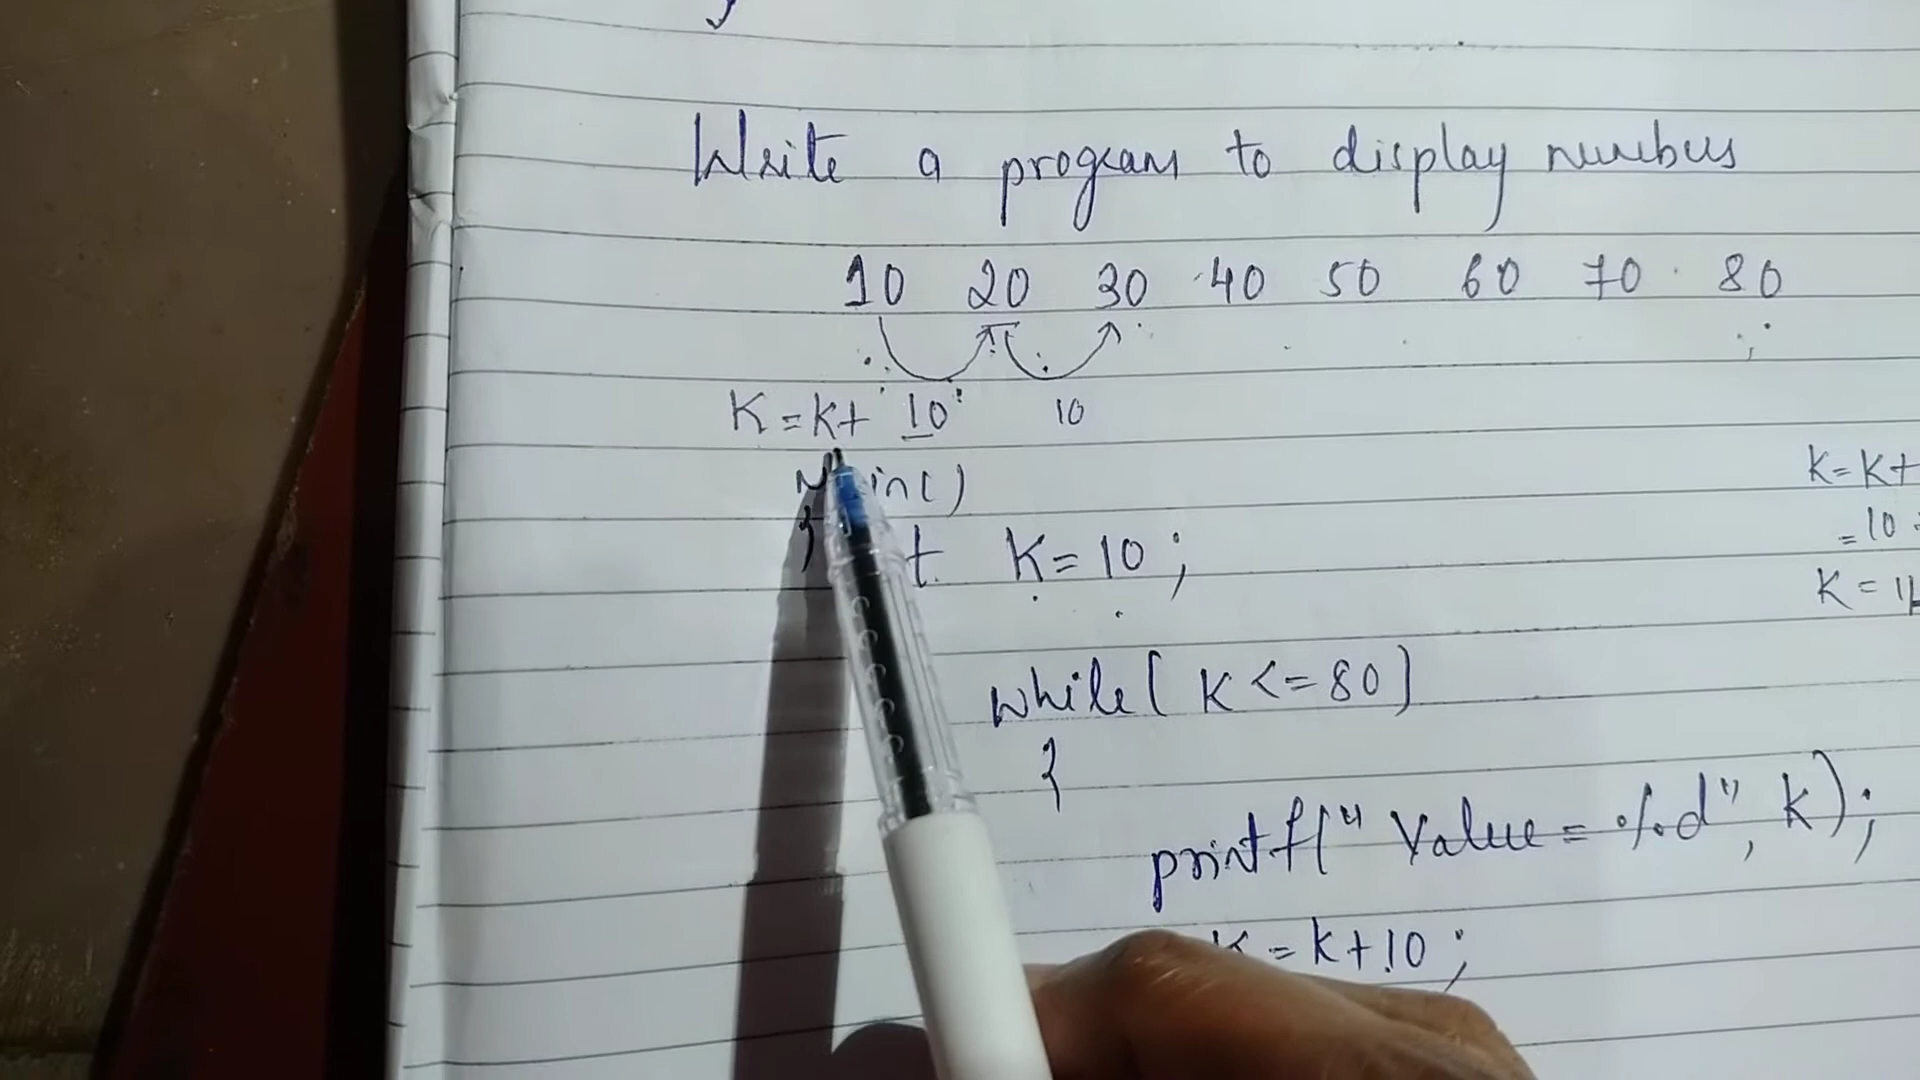 Write a program to display numbers
10 20 30 40 50 60 70 80
K = k + 10 10
K = K +
= 10
K =
K = 10 ;
while ( K <= 80 )
{
printf ( " Value = %d " , K ) ;
K = k + 10 ;